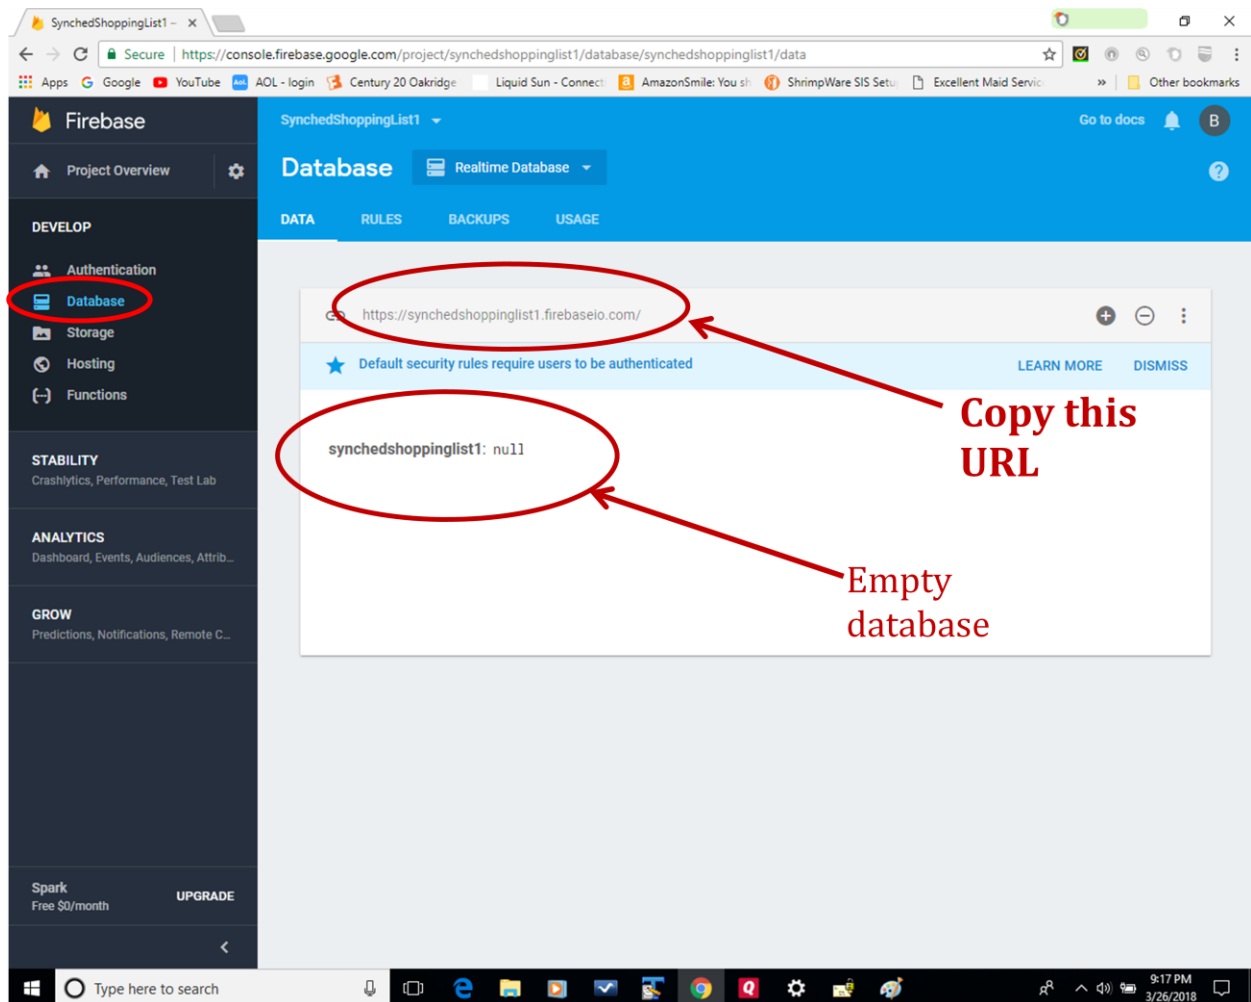 SynchedShoppingList1 –
Secure | https://console.firebase.google.com/project/synchedshoppinglist1/database/synchedshoppinglist1/data
Apps Google YouTube AOL - login Century 20 Oakridge Liquid Sun - Connect AmazonSmile: You sh ShrimpWare SIS Setu Excellent Maid Servic » Other bookmarks
Firebase
SynchedShoppingList1
Go to docs
B
Project Overview
Database
Realtime Database
?
DATA RULES BACKUPS USAGE
DEVELOP
Authentication
Database
Storage
Hosting
Functions
https://synchedshoppinglist1.firebaseio.com/
Default security rules require users to be authenticated
LEARN MORE DISMISS
Copy this
URL
synchedshoppinglist1: null
Empty
database
STABILITY
Crashlytics, Performance, Test Lab
ANALYTICS
Dashboard, Events, Audiences, Attrib...
GROW
Predictions, Notifications, Remote C...
Spark
Free $0/month
UPGRADE
Type here to search
9:17 PM
3/26/2018